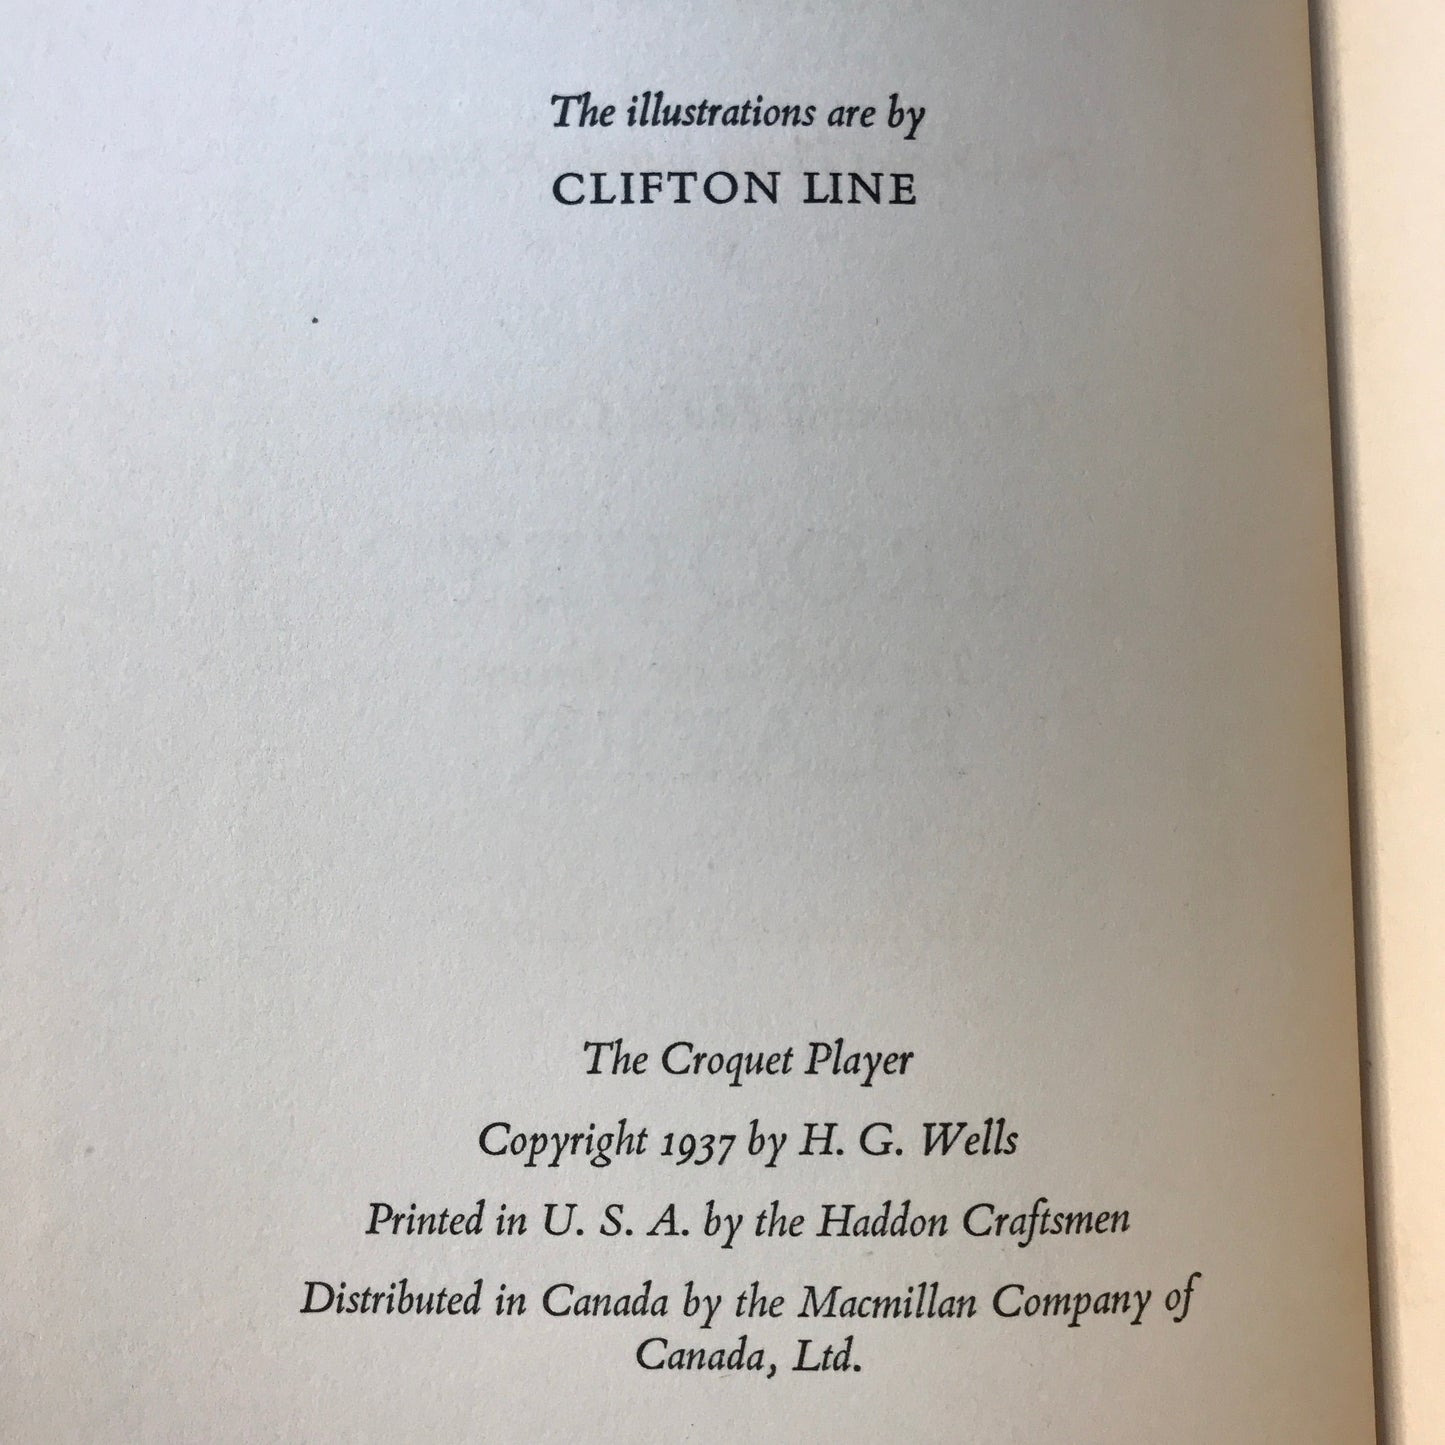 The illustrations are by
CLIFTON LINE
The Croquet Player
Copyright 1937 by H. G. Wells
Printed in U. S. A. by the Haddon Craftsmen
Distributed in Canada by the Macmillan Company of
Canada, Ltd.